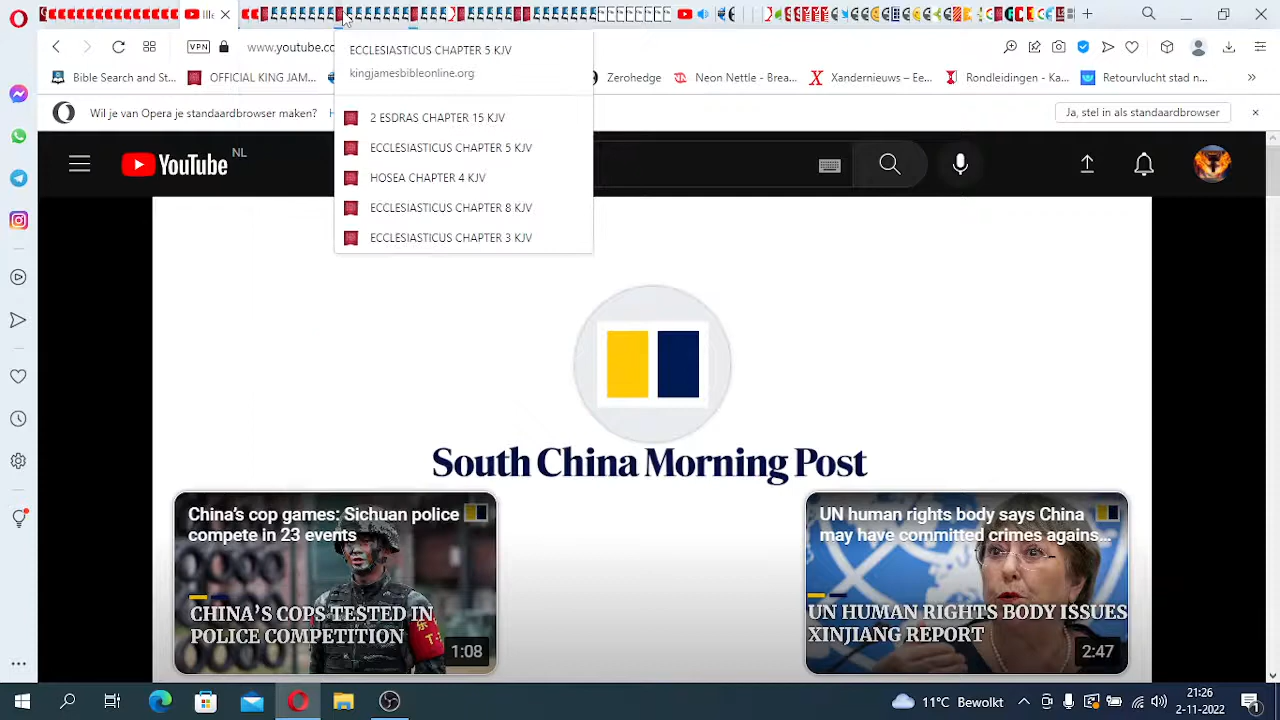 VPN
www.youtube.co
ECCLESIASTICUS CHAPTER 5 KJV
kingjamesbibleonline.org
2 ESDRAS CHAPTER 15 KJV
ECCLESIASTICUS CHAPTER 5 KJV
HOSEA CHAPTER 4 KJV
ECCLESIASTICUS CHAPTER 8 KJV
ECCLESIASTICUS CHAPTER 3 KJV
Bible Search and St...
OFFICIAL KING JAM...
Zerohedge
Neon Nettle - Brea...
Xandernieuws – Ee...
Rondleidingen - Ka...
Retourvlucht stad n...
Wil je van Opera je standaardbrowser maken?
Ja, stel in als standaardbrowser
YouTube NL
South China Morning Post
China's cop games: Sichuan police
compete in 23 events
CHINA'S COPS TESTED IN
POLICE COMPETITION
1:08
UN human rights body says China
may have committed crimes agains...
UN HUMAN RIGHTS BODY ISSUES
XINJIANG REPORT
2:47
11°C Bewolkt
21:26
2-11-2022